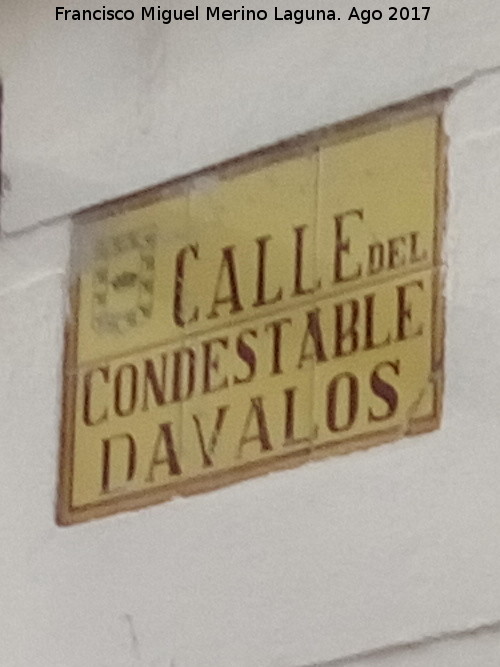 Francisco Miguel Merino Laguna. Ago 2017
CALLE DEL
CONDESTABLE
DAVALOS